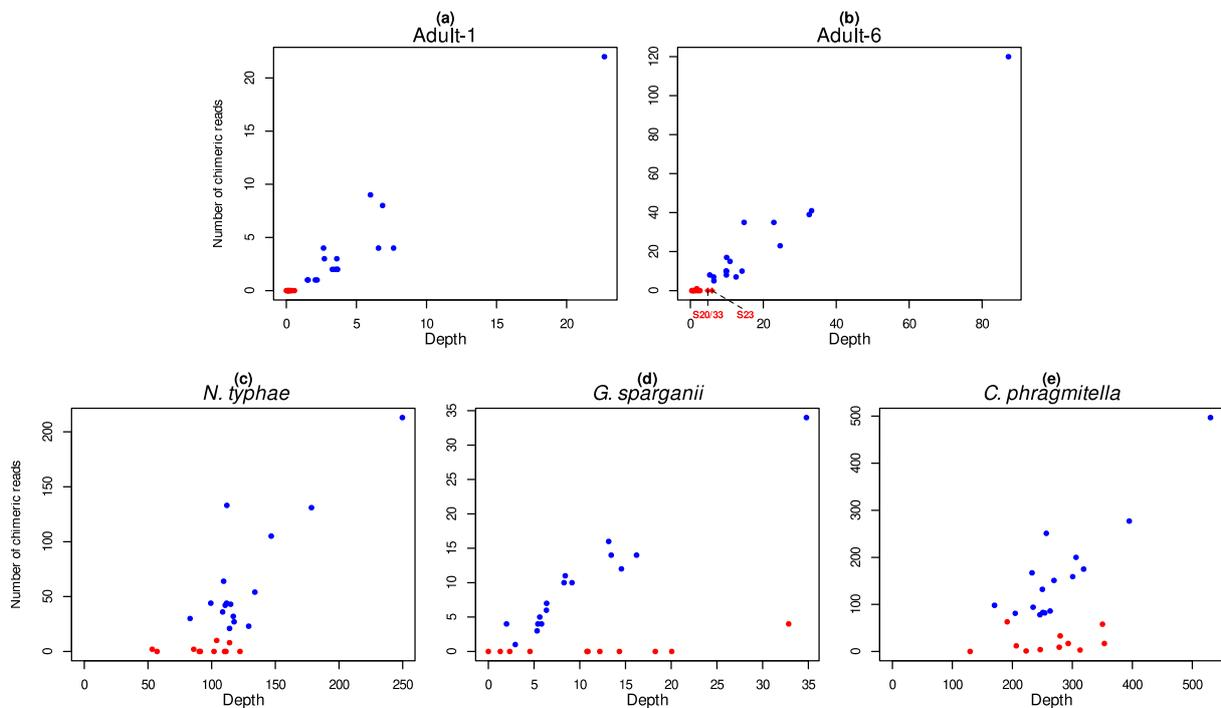 (a)
Adult-1
Number of chimeric reads
20
15
10
5
0
0 5 10 15 20
Depth
(b)
Adult-6
120
100
80
60
40
20
0
S20/33 S23
0 20 40 60 80
Depth
(c)
N. typhae
Number of chimeric reads
200
150
100
50
0
0 50 100 150 200 250
Depth
(d)
G. sparganii
35
30
25
20
15
10
5
0
0 5 10 15 20 25 30 35
Depth
(e)
C. phragmitella
500
400
300
200
100
0
0 100 200 300 400 500
Depth